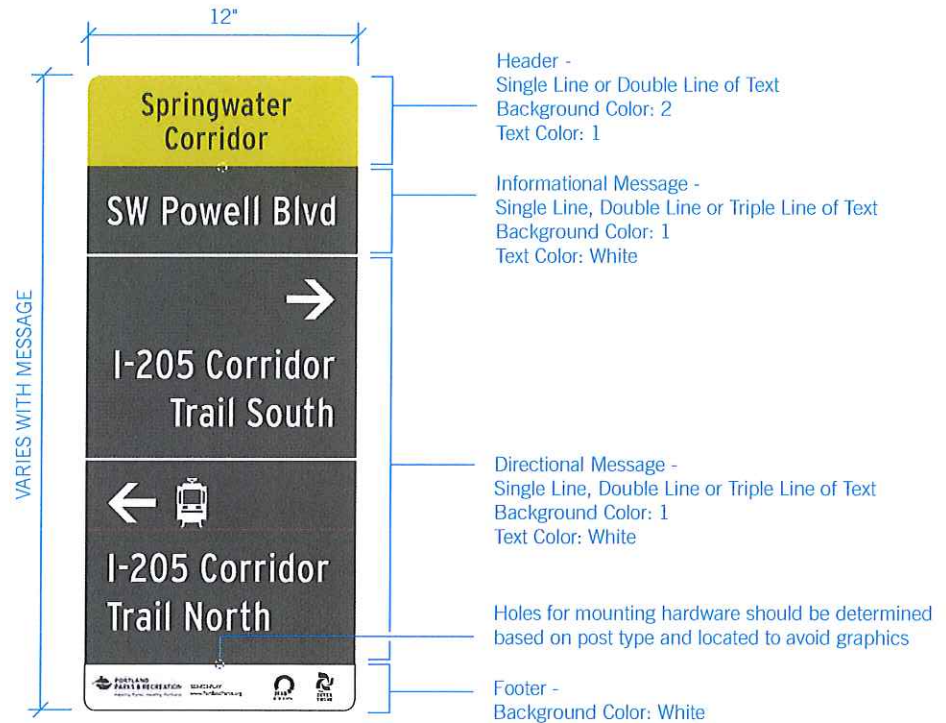 12"
Springwater
Corridor
SW Powell Blvd
I-205 Corridor
Trail South
I-205 Corridor
Trail North
PORTLAND
PARKS & RECREATION
www.PortlandParks.org
VARIES WITH MESSAGE
Header -
Single Line or Double Line of Text
Background Color: 2
Text Color: 1
Informational Message -
Single Line, Double Line or Triple Line of Text
Background Color: 1
Text Color: White
Directional Message -
Single Line, Double Line or Triple Line of Text
Background Color: 1
Text Color: White
Holes for mounting hardware should be determined
based on post type and located to avoid graphics
Footer -
Background Color: White